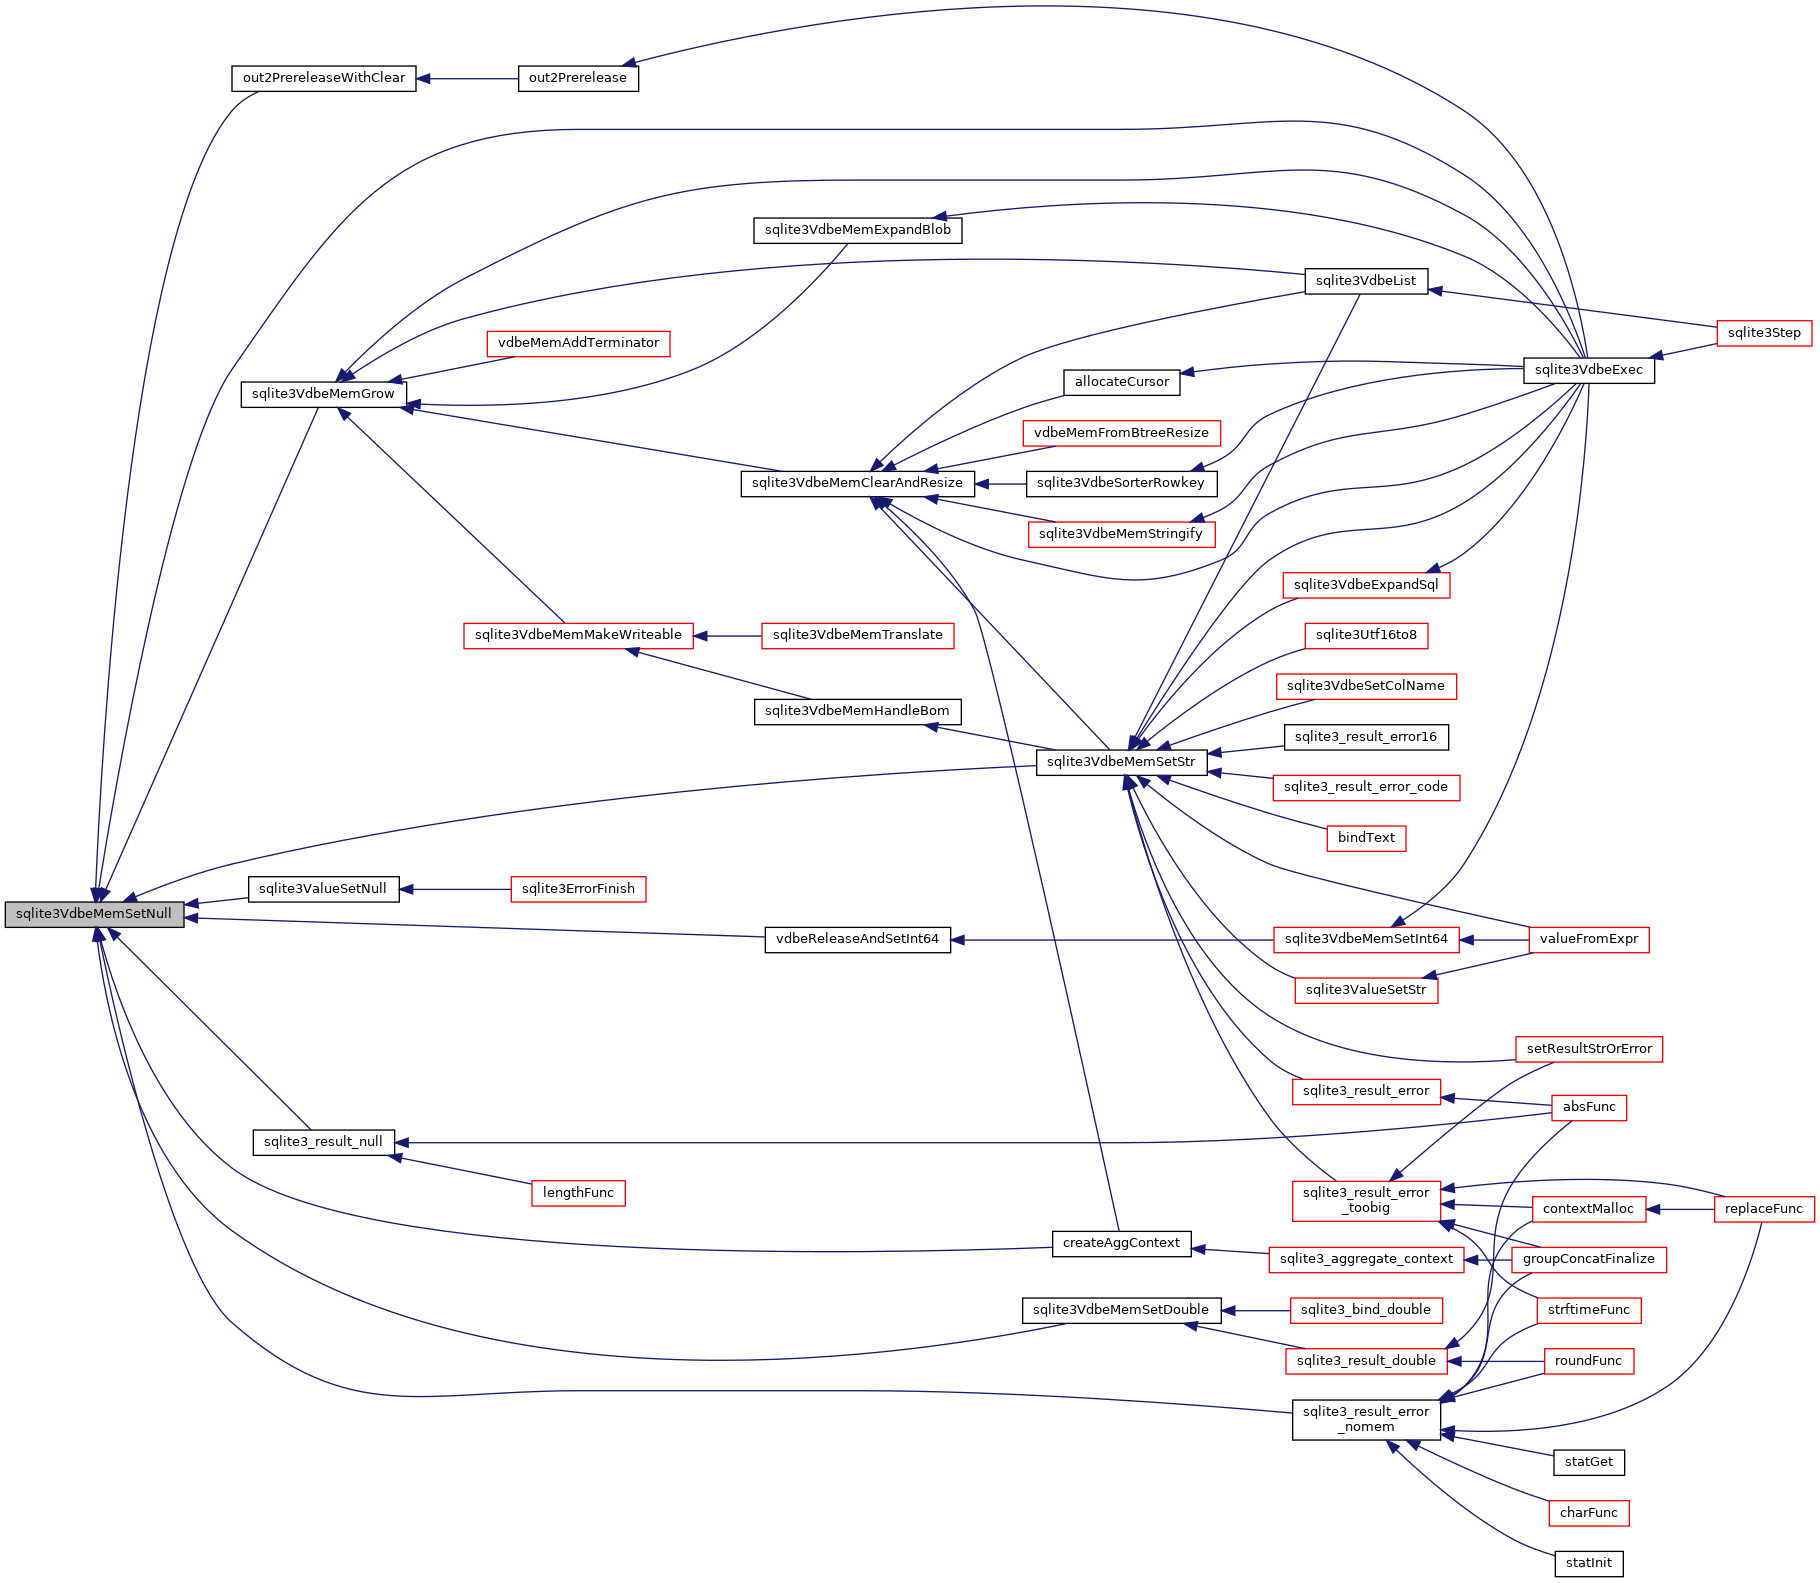 out2PrereleaseWithClear
out2Prerelease
sqlite3VdbeMemExpandBlob
sqlite3VdbeList
sqlite3Step
vdbeMemAddTerminator
sqlite3VdbeExec
allocateCursor
sqlite3VdbeMemGrow
vdbeMemFromBtreeResize
sqlite3VdbeMemClearAndResize
sqlite3VdbeSorterRowkey
sqlite3VdbeMemStringify
sqlite3VdbeExpandSql
sqlite3VdbeMemMakeWriteable
sqlite3VdbeMemTranslate
sqlite3Utf16to8
sqlite3VdbeSetColName
sqlite3VdbeMemHandleBom
sqlite3_result_error16
sqlite3VdbeMemSetStr
sqlite3_result_error_code
bindText
sqlite3ValueSetNull
sqlite3ErrorFinish
sqlite3VdbeMemSetNull
vdbeReleaseAndSetInt64
sqlite3VdbeMemSetInt64
valueFromExpr
sqlite3ValueSetStr
setResultStrOrError
sqlite3_result_error
absFunc
sqlite3_result_null
lengthFunc
sqlite3_result_error
_toobig
contextMalloc
replaceFunc
createAggContext
sqlite3_aggregate_context
groupConcatFinalize
sqlite3VdbeMemSetDouble
sqlite3_bind_double
strftimeFunc
sqlite3_result_double
roundFunc
sqlite3_result_error
_nomem
statGet
charFunc
statInit